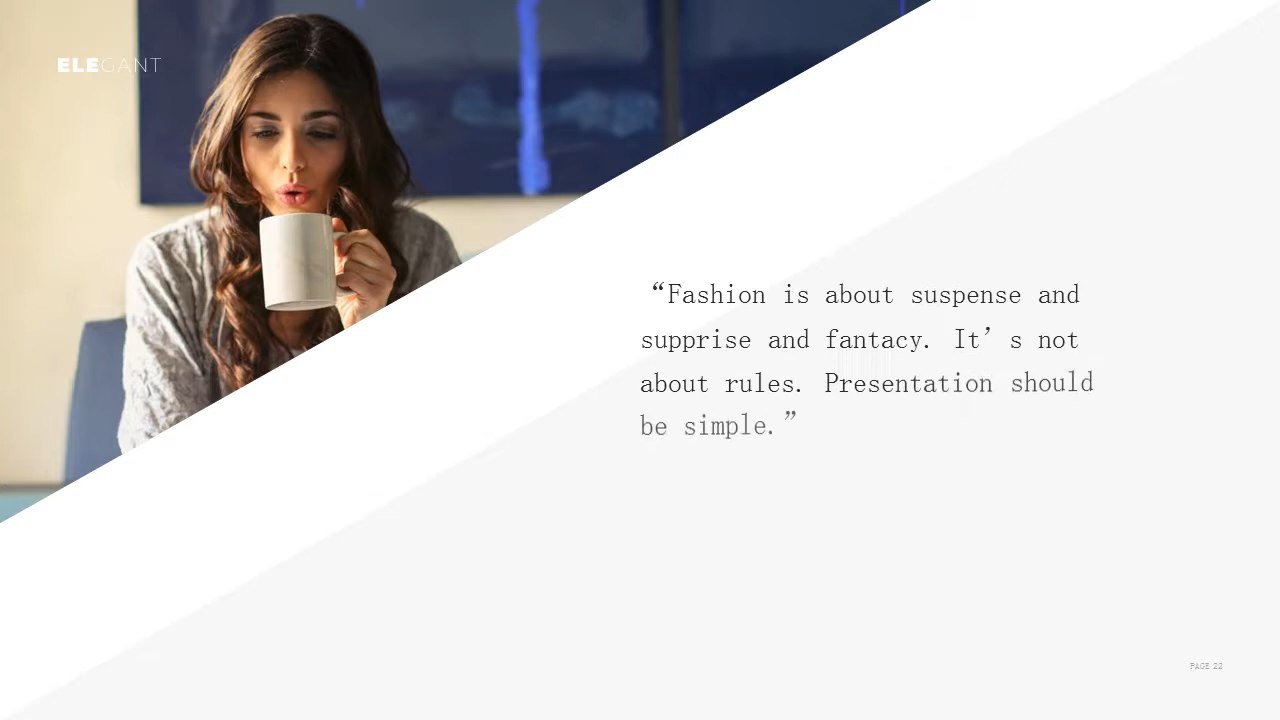 ELEGANT
“Fashion is about suspense and
supprise and fantacy. It’s not
about rules. Presentation should
be simple.”
PAGE 22